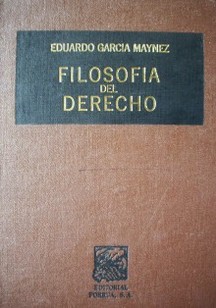 EDUARDO GARCIA MAYNEZ
FILOSOFIA
DEL
DERECHO
EDITORIAL
PORRUA, S. A.